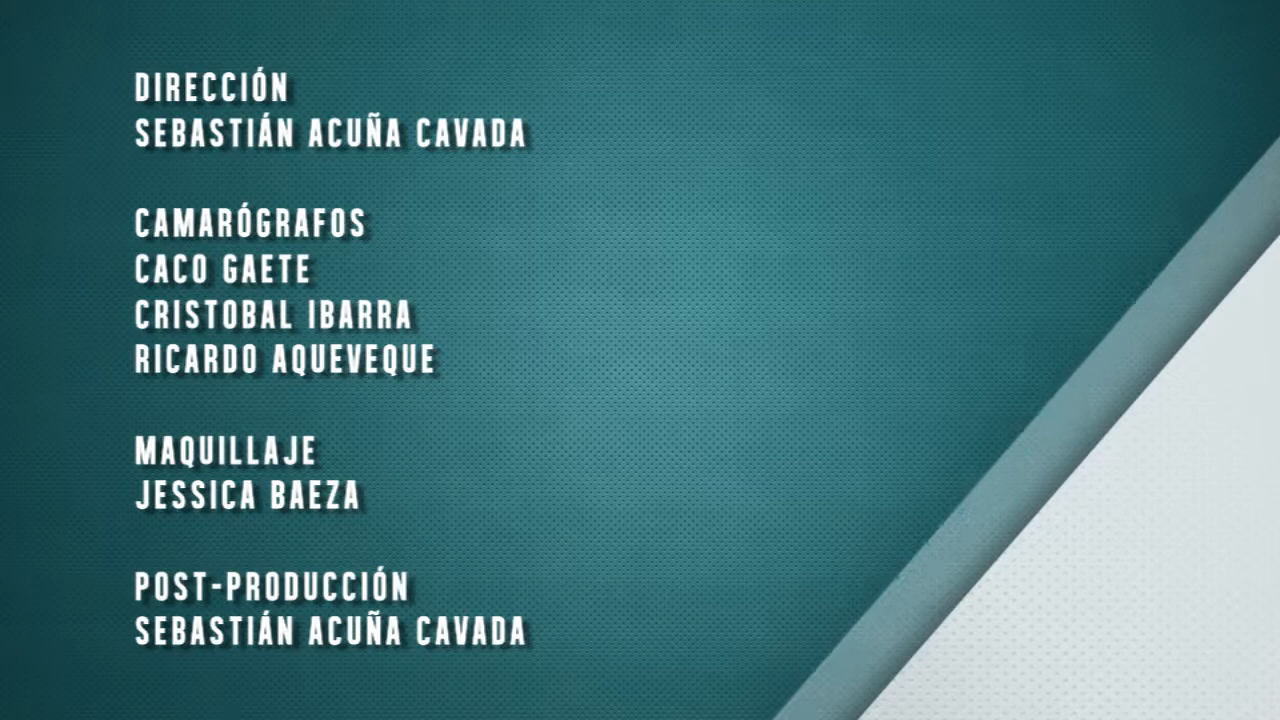 DIRECCIÓN
SEBASTIÁN ACUÑA CAVADA
CAMARÓGRAFOS
CACO GAETE
CRISTOBAL IBARRA
RICARDO AQUEVEQUE
MAQUILLAJE
JESSICA BAEZA
POST-PRODUCCIÓN
SEBASTIÁN ACUÑA CAVADA